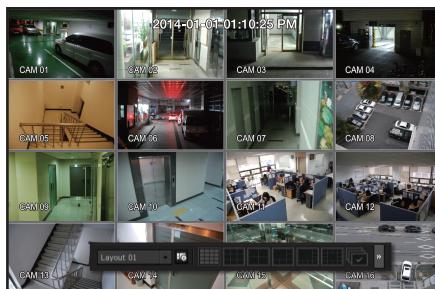 2014-01-01 01:10:25 PM
CAM 01
CAM 02
CAM 03
CAM 04
CAM 05
CAM 06
CAM 07
CAM 08
CAM 09
CAM 10
CAM 11
CAM 12
Layout 01
CAM 13
CAM 14
CAM 15
CAM 16